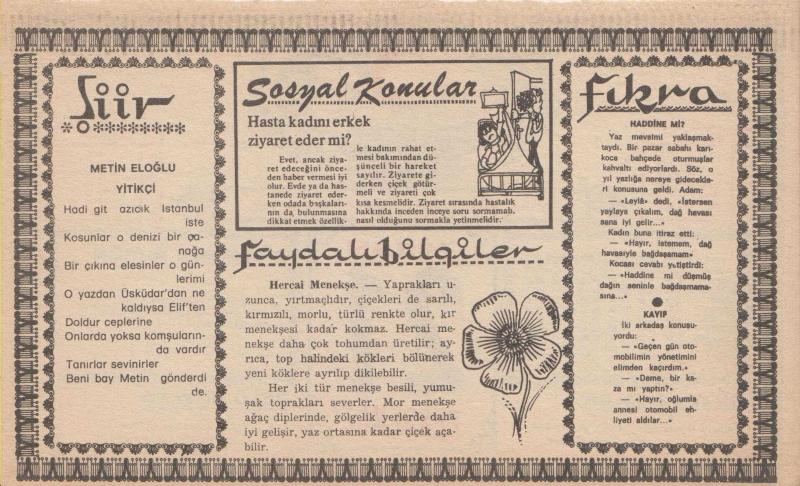 Şiir
METİN ELOĞLU
YİTİKÇİ
Hadi git azıcık İstanbul
iste
Kosunlar o denizi bir ça-
nağa
Bir çıkına elesinler o gün-
lerimi
O yazdan Üsküdar'dan ne
kaldıysa Elif'ten
Doldur ceplerine
Onlarda yoksa komşuların-
da vardır
Tanırlar sevinirler
Beni bay Metin gönderdi
de.
Sosyal Konular
Hasta kadını erkek
ziyaret eder mi?
Evet, ancak ziya-
ret edeceğini önce-
den haber vermesi iyi
olur. Evde ya da has-
tanede ziyaret eder-
ken odada başkaları-
nın da, bulunmasına
dikkat etmek özellik-
le kadının rahat et-
mesi bakımından dü-
şünceli bir hareket
sayılır. Ziyarete gi-
derken çiçek götür-
meli ve ziyareti çok
kısa kesmelidir. Ziyaret sırasında hastalık
hakkında inceden inceye soru sormamalı.
nasıl olduğunu sormakla yetinmelidir.
Faydalı Bilgiler
Hercai Menekşe. — Yaprakları u-
zunca, yırtmaçlıdır, çiçekleri de sarılı,
kırmızılı, morlu, türlü renkte olur, kır
menekşesi kadar kokmaz. Hercai me-
nekşe daha çok tohumdan üretilir; ay-
rıca, top halindeki kökleri bölünerek
yeni köklere ayrılıp dikilebilir.
Her iki tür menekşe besili, yumu-
şak toprakları severler. Mor menekşe
ağaç diplerinde, gölgelik yerlerde daha
iyi gelişir, yaz ortasına kadar çiçek aça-
bilir.
Fıkra
HADDİNE Mİ?
Yaz mevsimi yaklaşmak-
taydı. Bir pazar sabahı karı-
koca bahçede oturmuşlar
kahvaltı ediyorlardı. Söz, o
yıl yazlığa nereye gidecekle-
ri konusuna geldi. Adam:
— «Leylâ» dedi, «İstersen
yaylaya çıkalım, dağ havası
sana iyi gelir...»
Kadın buna itiraz etti:
— «Hayır, istemem, dağ
havasiyle bağdaşamam»
Kocası cevabı yetiştirdi:
— «Haddine mi düşmüş
dağın seninle bağdaşmama-
sına...»
KAYIP
İki arkadaş konuşu-
yordu:
— «Geçen gün oto-
mobilimin yönetimini
elimden kaçırdım.»
— «Deme, bir ka-
za mı yaptın?»
— «Hayır, oğlumla
annesi otomobil eh-
liyeti aldılar...»